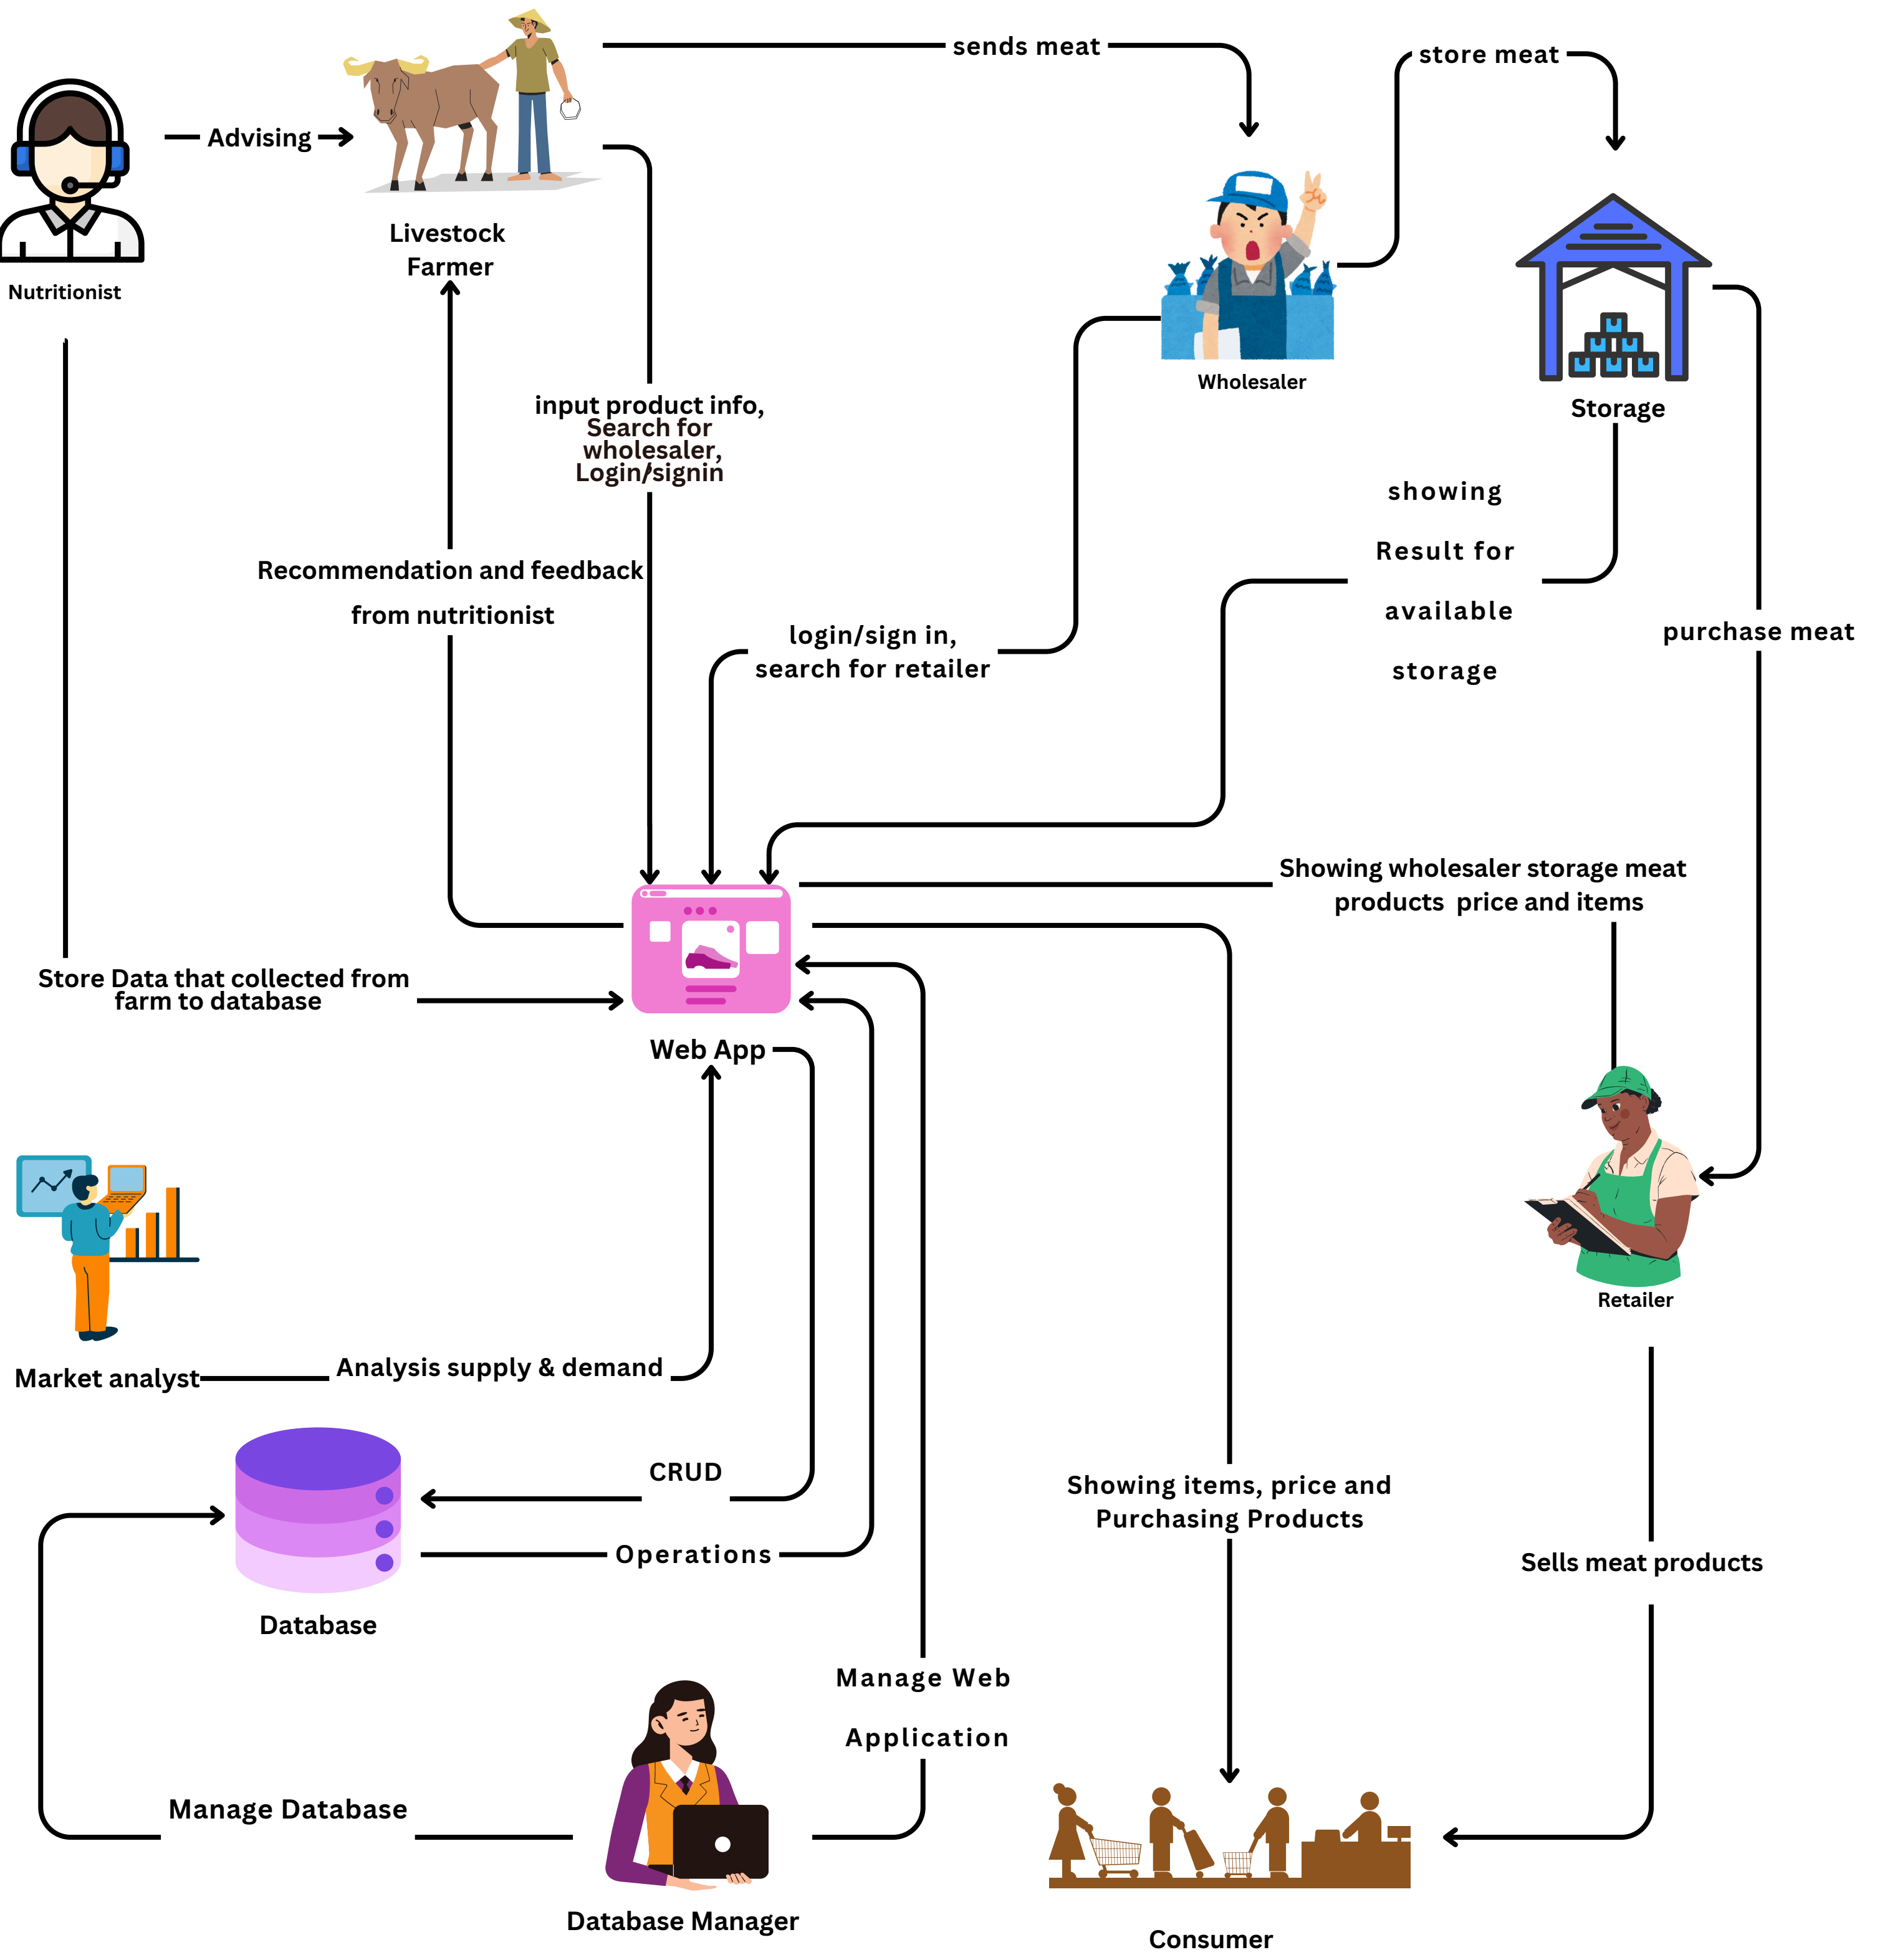 sends meat
store meat
Advising
Livestock
Farmer
Nutritionist
Wholesaler
Storage
input product info,
Search for
wholesaler,
Login/signin
showing
Result for
available
storage
Recommendation and feedback
from nutritionist
login/sign in,
search for retailer
purchase meat
Showing wholesaler storage meat
products price and items
Store Data that collected from
farm to database
Web App
Retailer
Market analyst
Analysis supply & demand
CRUD
Showing items, price and
Purchasing Products
Operations
Sells meat products
Database
Manage Web
Application
Manage Database
Database Manager
Consumer